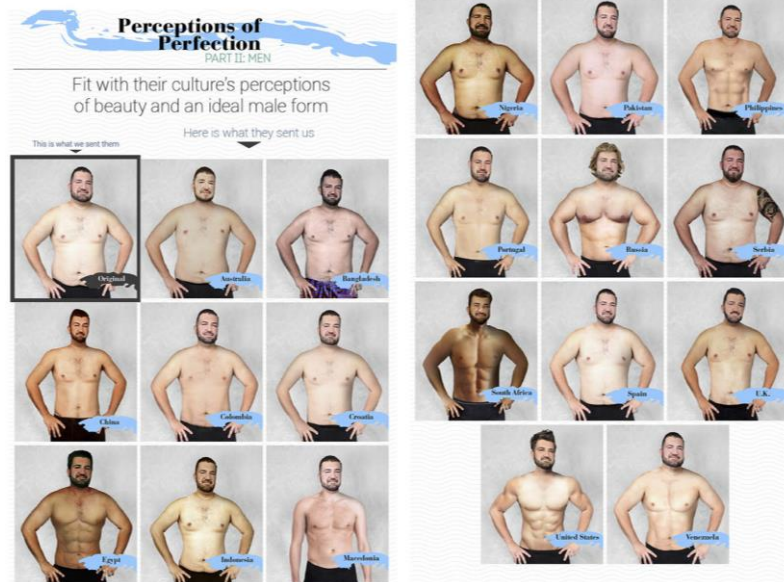 Perceptions of
Perfection
PART II: MEN
Fit with their culture's perceptions
of beauty and an ideal male form
This is what we sent them
Here is what they sent us
Original
Australia
Bangladesh
China
Colombia
Croatia
Egypt
Indonesia
Macedonia
Nigeria
Pakistan
Philippines
Portugal
Russia
Serbia
South Africa
Spain
U.K.
United States
Venezuela